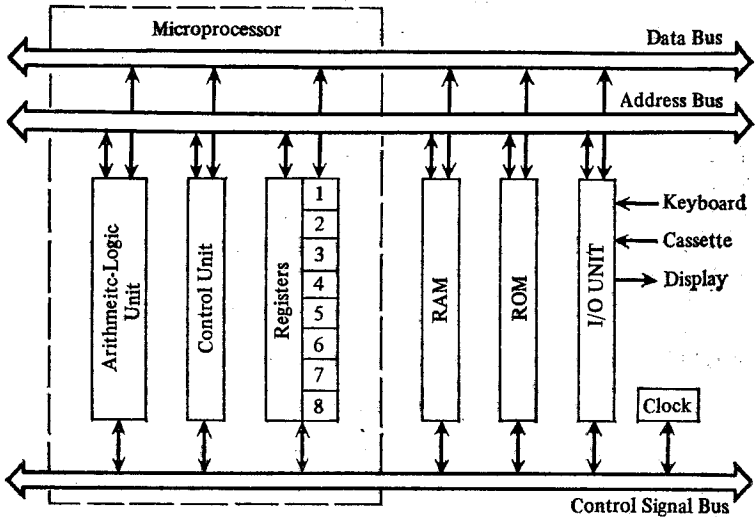 Microprocessor
Data Bus
Address Bus
Arithmeitc-Logic
Unit
Control Unit
Registers
1
2
3
4
5
6
7
8
RAM
ROM
I/O UNIT
Keyboard
Cassette
Display
Clock
Control Signal Bus